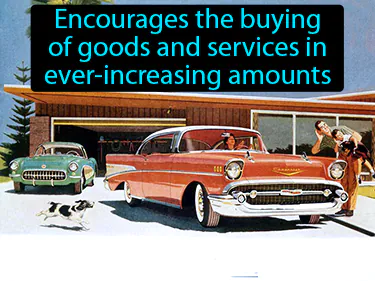 Encourages the buying
of goods and services in
ever-increasing amounts